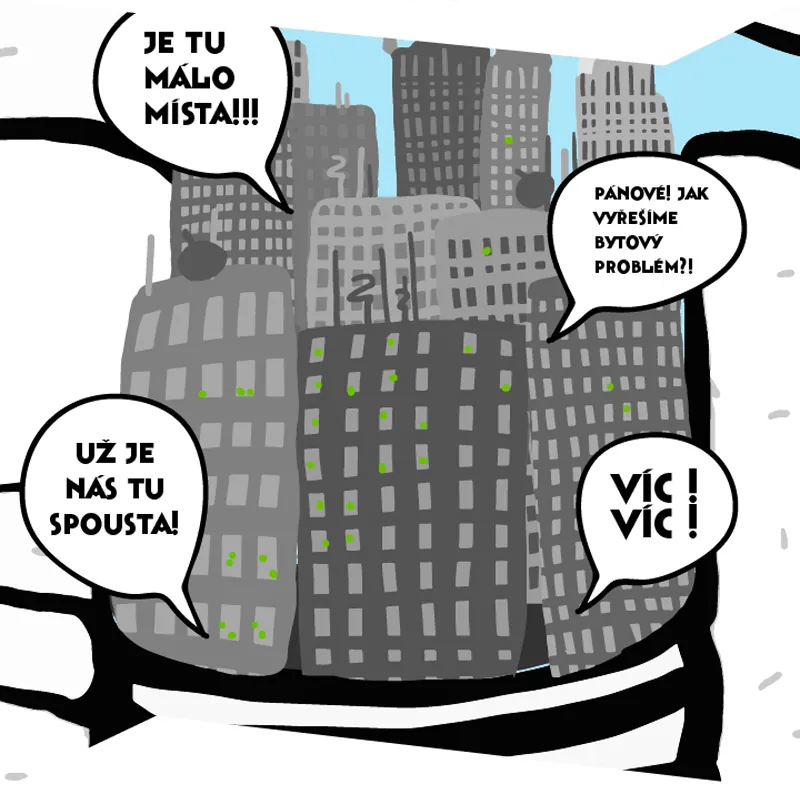 JE TU
MÁLO
MÍSTA!!!
PÁNOVÉ! JAK
VYŘEŠÍME
BYTOVÝ
PROBLÉM?!
UŽ JE
NÁS TU
SPOUSTA!
VÍC !
VÍC !